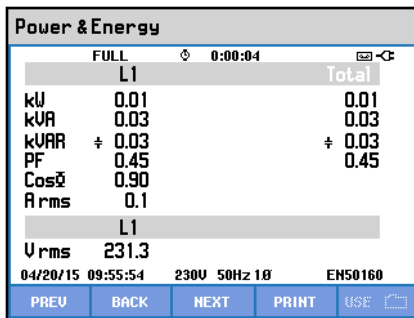 Power & Energy
FULL 0:00:04
L1 Total
kW 0.01 0.01
kVA 0.03 0.03
kVAR 0.03 0.03
PF 0.45 0.45
CosΦ 0.90
A rms 0.1
L1
V rms 231.3
04/20/15 09:55:54 230V 50Hz 1Ø EN50160
PREV BACK NEXT PRINT USE